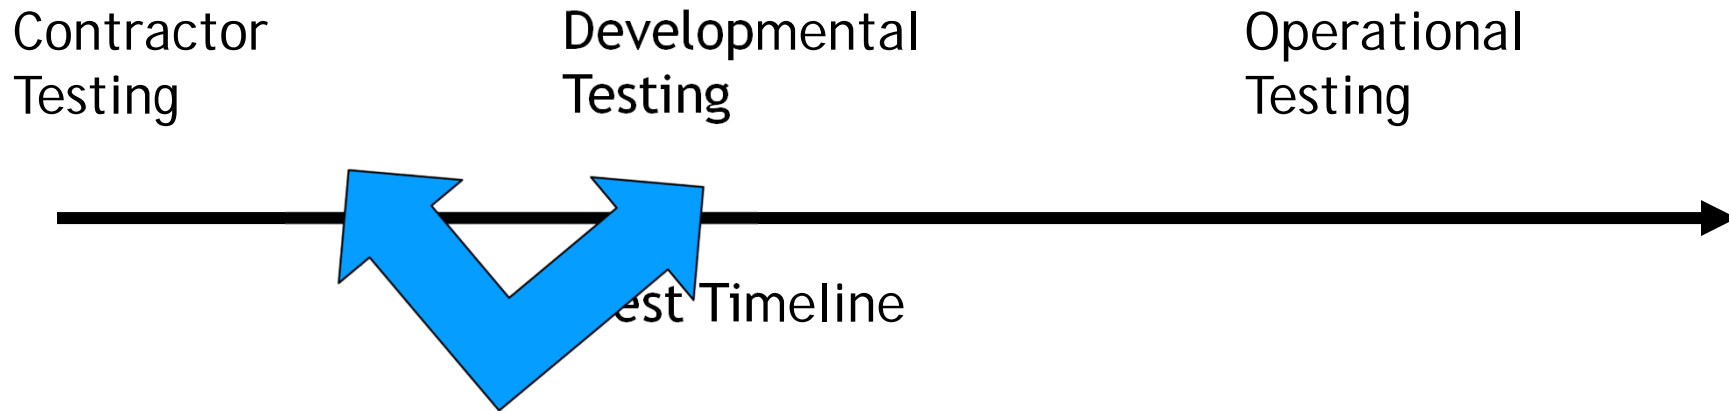 Contractor
Testing
Developmental
Testing
Operational
Testing
Timeline